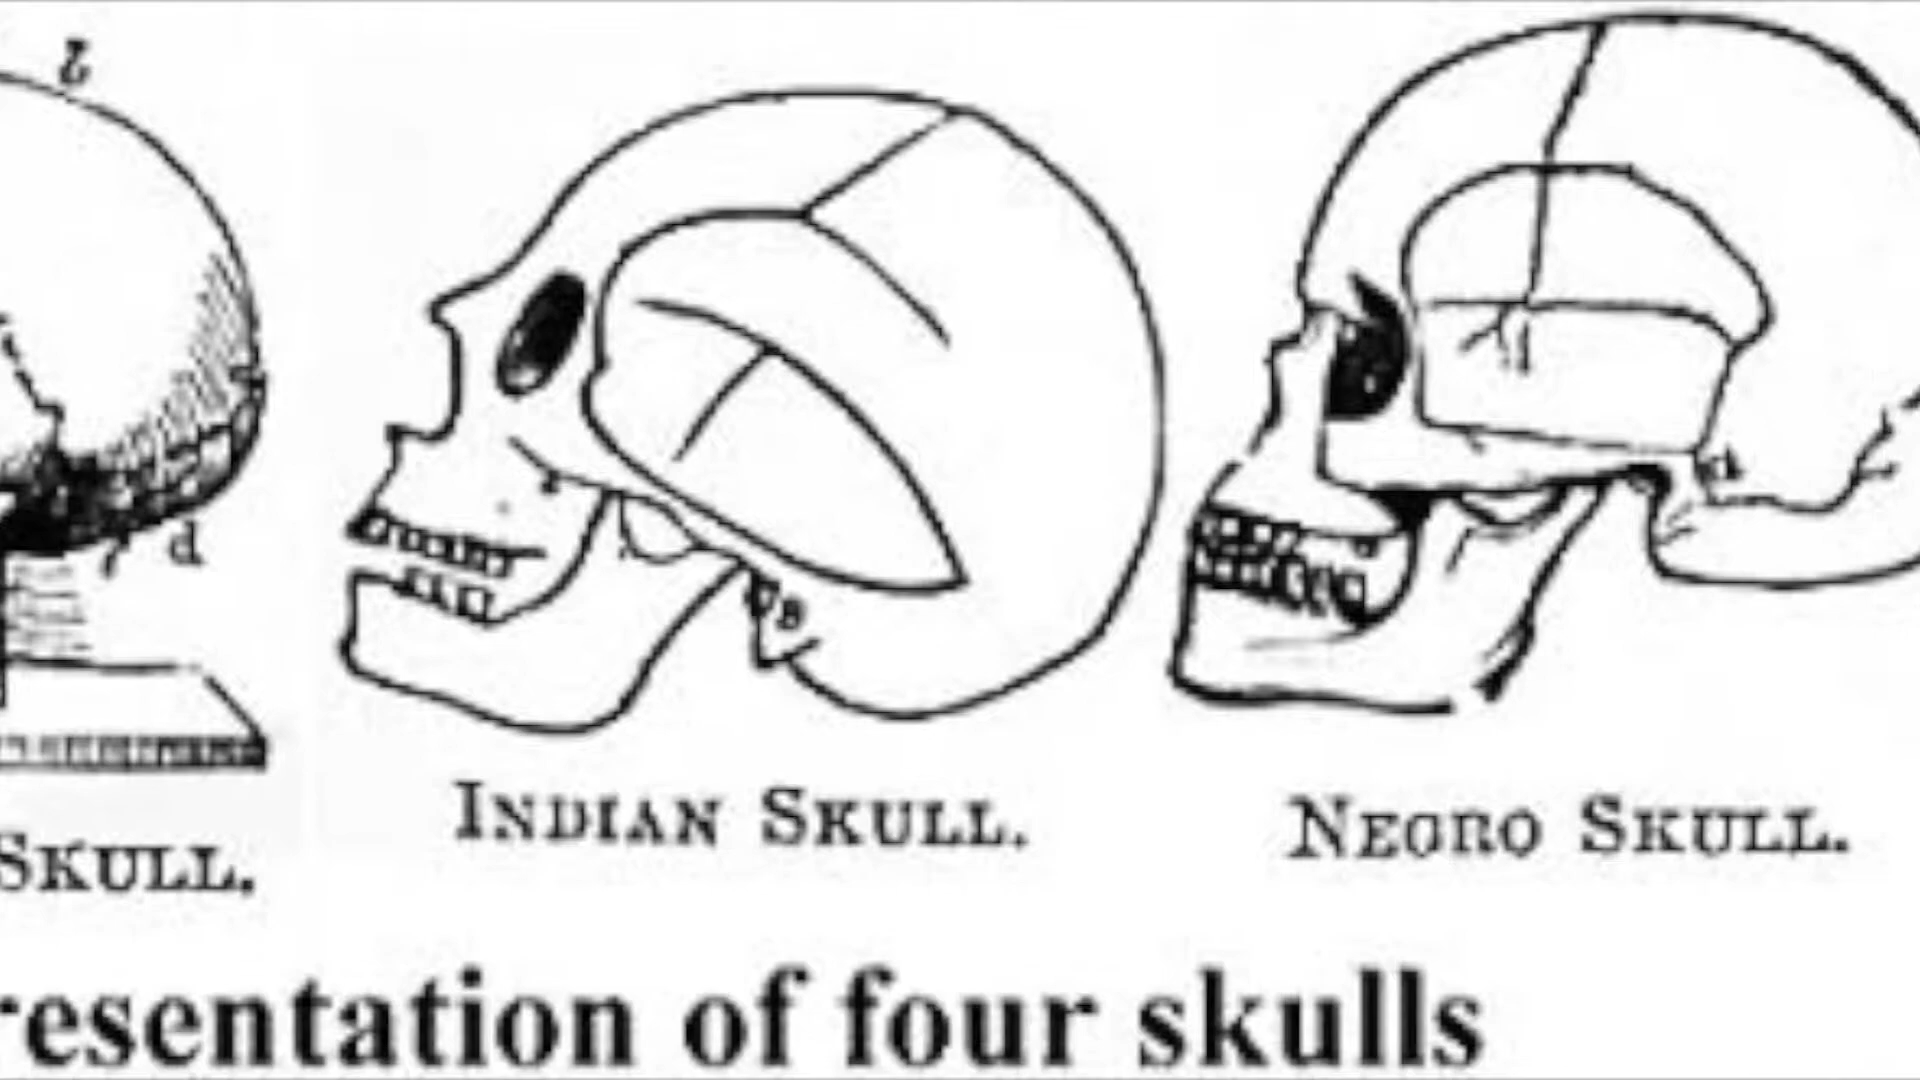 l
d
SKULL.
INDIAN SKULL.
NEGRO SKULL.
resentation of four skulls